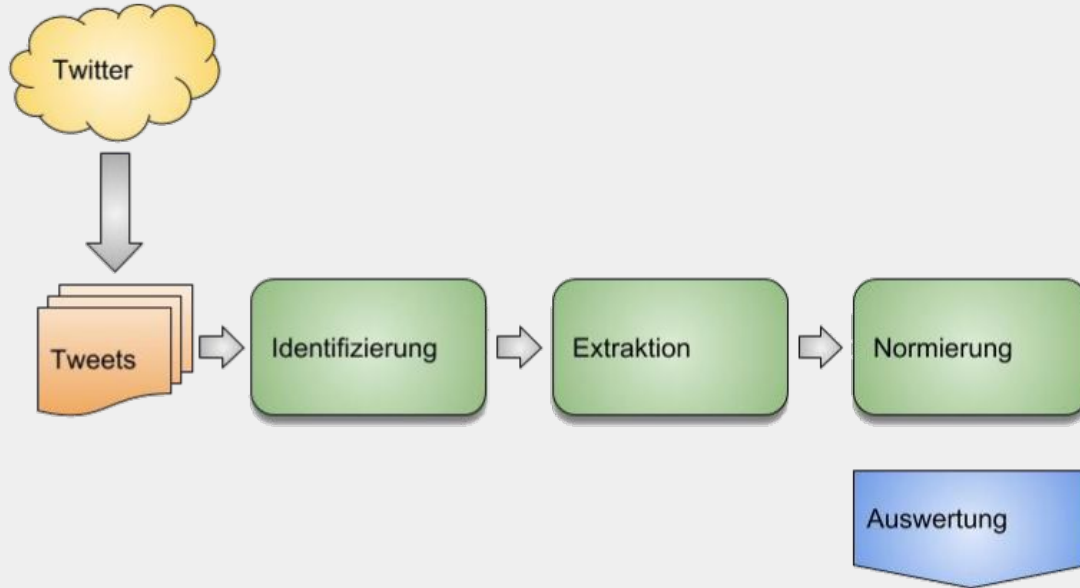 Twitter
Tweets
Identifizierung
Extraktion
Normierung
Auswertung